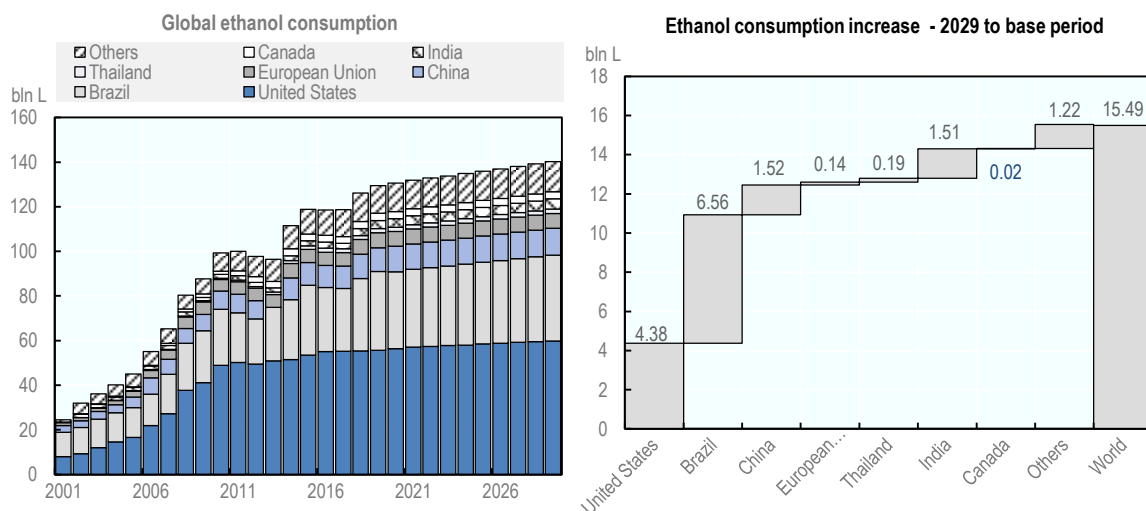 Global ethanol consumption
Others Canada India
Thailand European Union China
Brazil United States
bln L
160
140
120
100
80
60
40
20
0
2001 2006 2011 2016 2021 2026
Ethanol consumption increase - 2029 to base period
bln L
18
16
14
12
10
8
6
4
2
0
4.38
6.56
1.52
0.14
0.19
1.51
0.02
1.22
15.49
United States
Brazil
China
European...
Thailand
India
Canada
Others
World